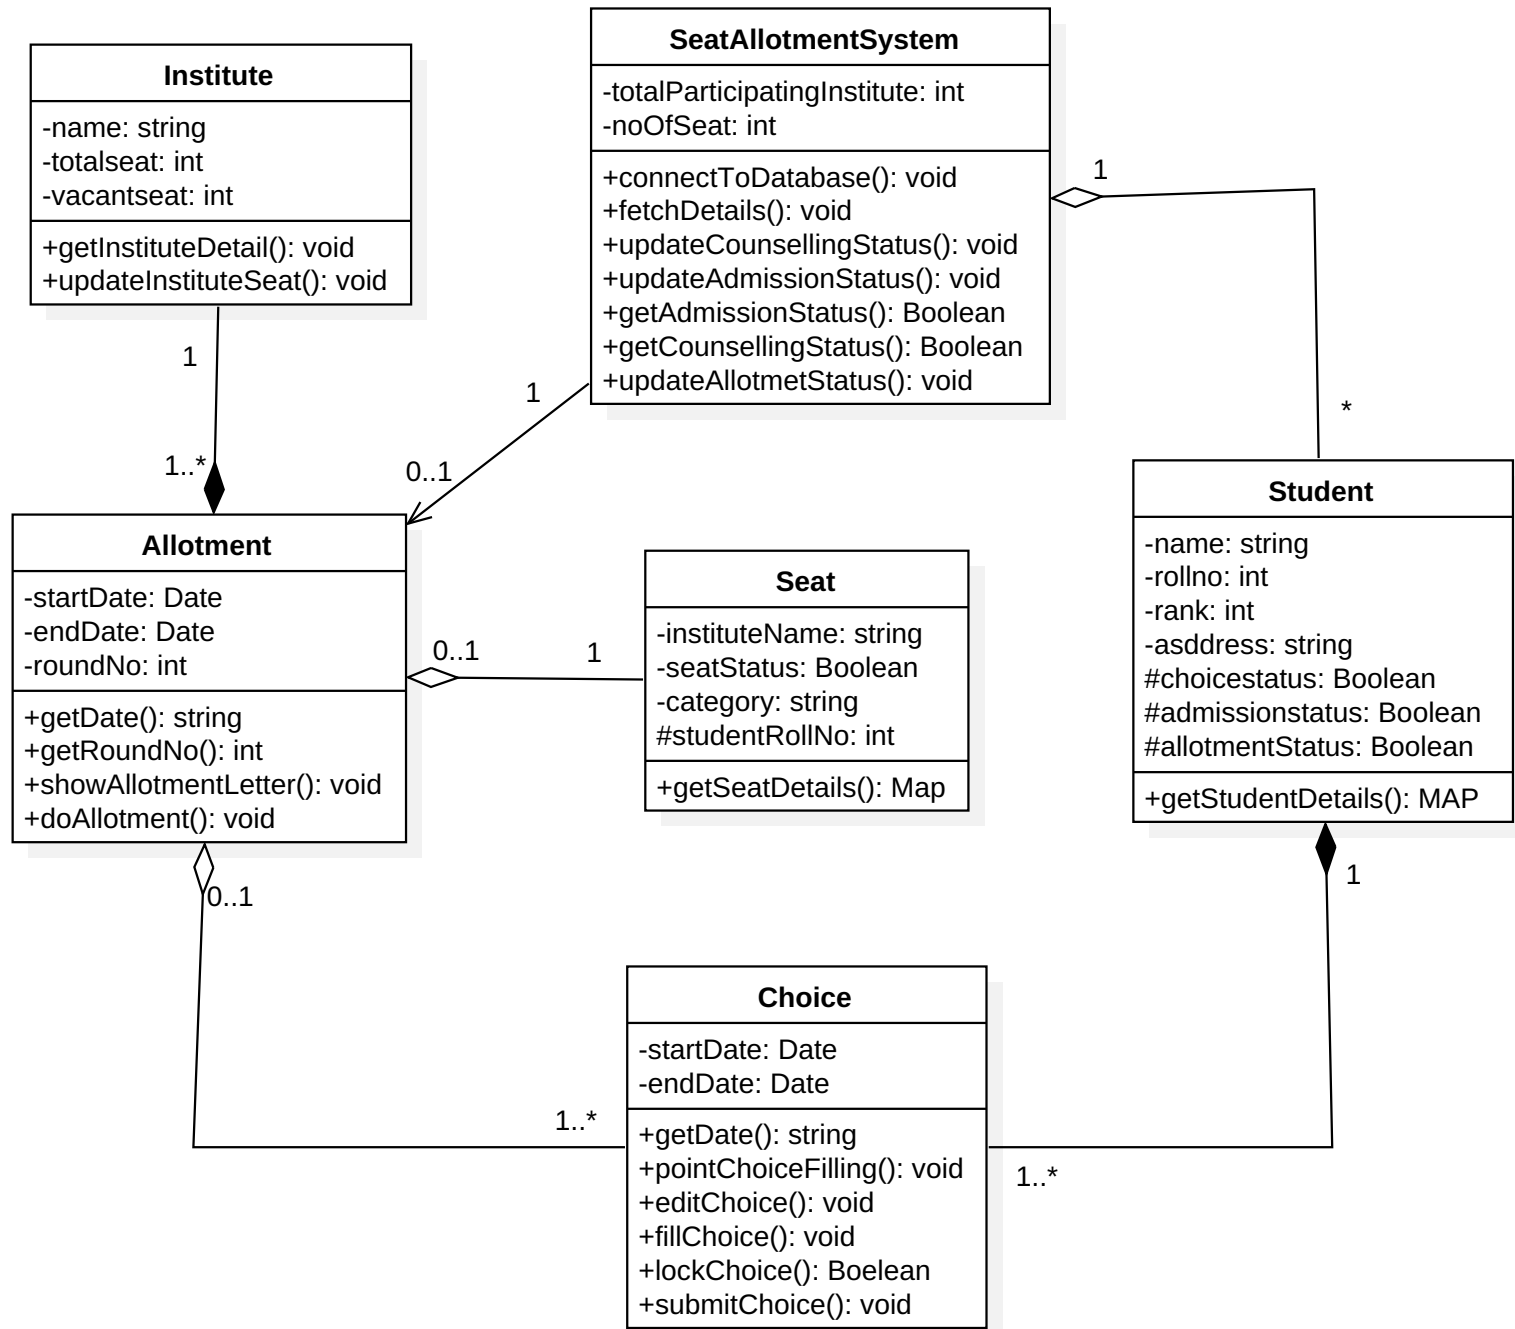 SeatAllotmentSystem
-totalParticipatingInstitute: int
-noOfSeat: int
+connectToDatabase(): void
+fetchDetails(): void
+updateCounsellingStatus(): void
+updateAdmissionStatus(): void
+getAdmissionStatus(): Boolean
+getCounsellingStatus(): Boolean
+updateAllotmetStatus(): void
Institute
-name: string
-totalseat: int
-vacantseat: int
+getInstituteDetail(): void
+updateInstituteSeat(): void
1
1
1
1..*
0..1
*
Allotment
-startDate: Date
-endDate: Date
-roundNo: int
+getDate(): string
+getRoundNo(): int
+showAllotmentLetter(): void
+doAllotment(): void
0..1
1
Seat
-instituteName: string
-seatStatus: Boolean
-category: string
#studentRollNo: int
+getSeatDetails(): Map
Student
-name: string
-rollno: int
-rank: int
-asddress: string
#choicestatus: Boolean
#admissionstatus: Boolean
#allotmentStatus: Boolean
+getStudentDetails(): MAP
0..1
1
1..*
1..*
Choice
-startDate: Date
-endDate: Date
+getDate(): string
+pointChoiceFilling(): void
+editChoice(): void
+fillChoice(): void
+lockChoice(): Boelean
+submitChoice(): void